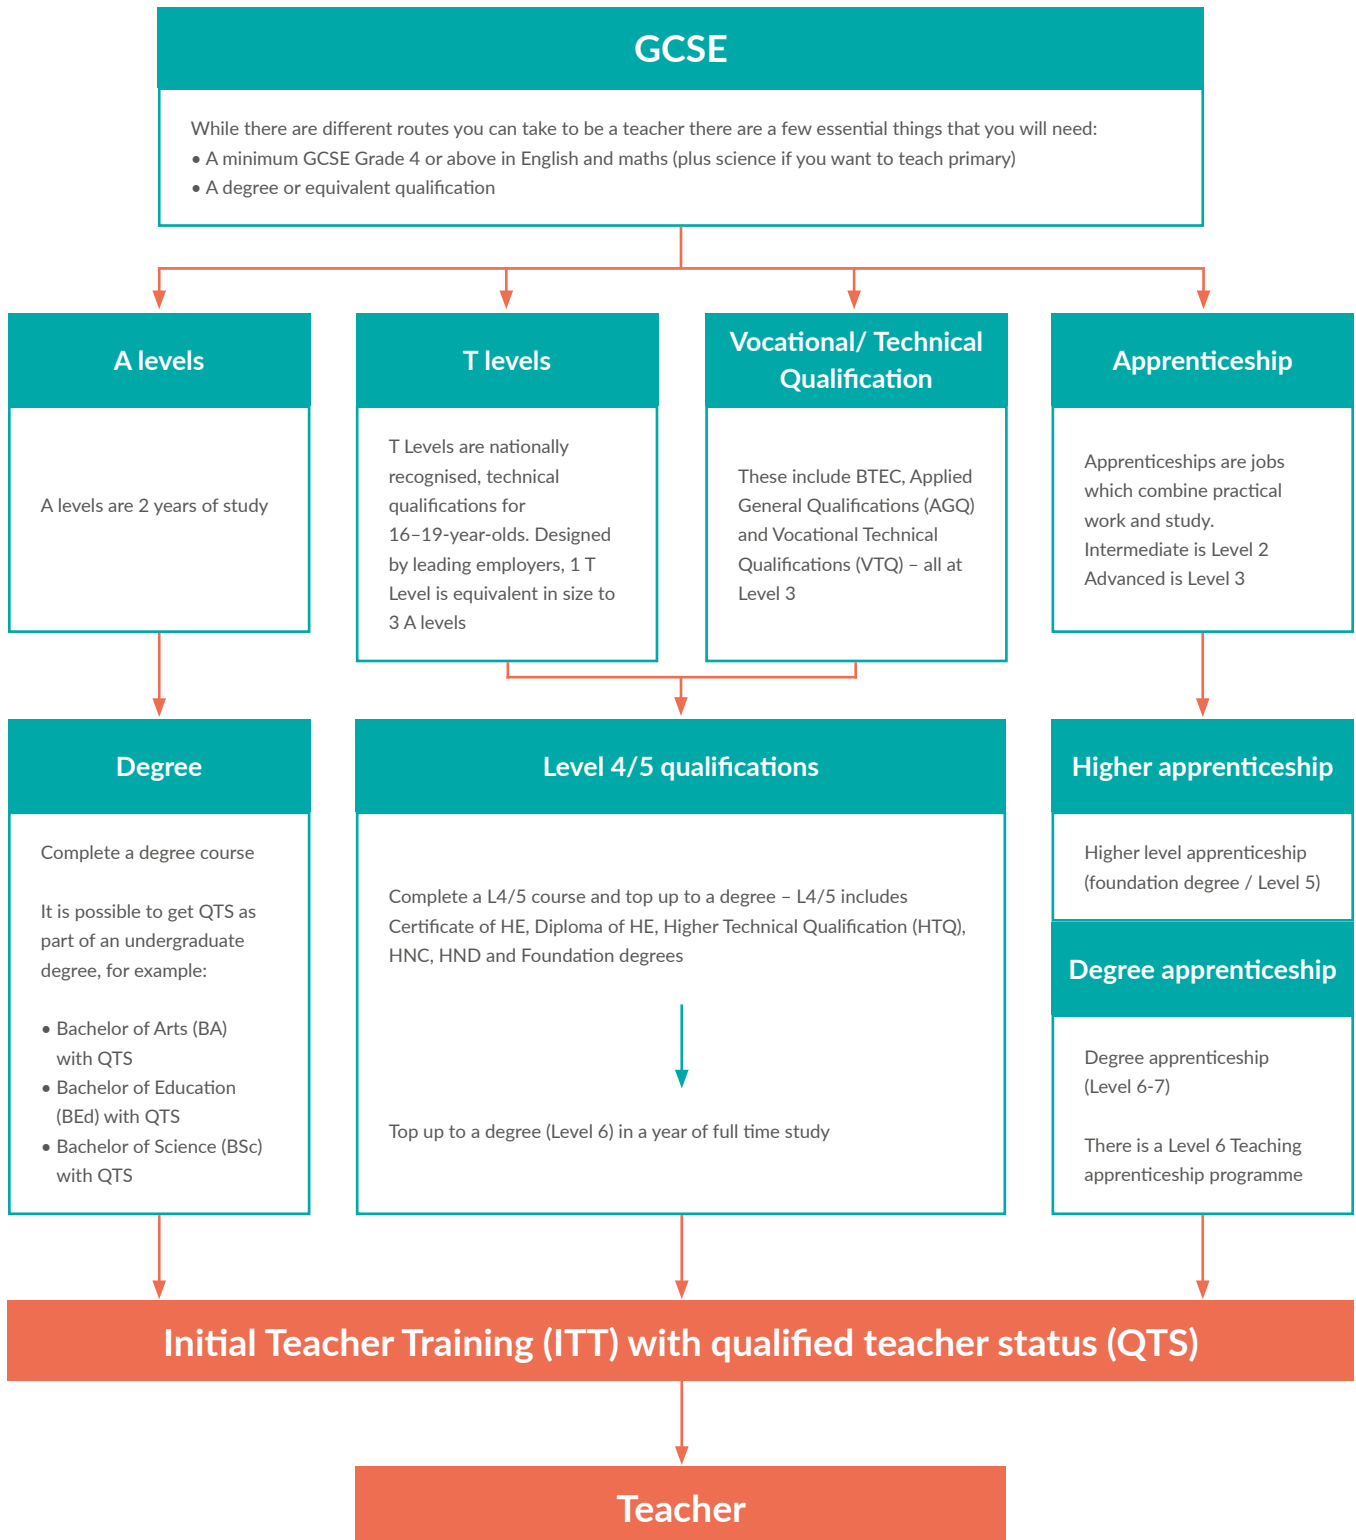 GCSE
While there are different routes you can take to be a teacher there are a few essential things that you will need:
• A minimum GCSE Grade 4 or above in English and maths (plus science if you want to teach primary)
• A degree or equivalent qualification
A levels
A levels are 2 years of study
T levels
T Levels are nationally
recognised, technical
qualifications for
16–19-year-olds. Designed
by leading employers, 1 T
Level is equivalent in size to
3 A levels
Vocational/ Technical
Qualification
These include BTEC, Applied
General Qualifications (AGQ)
and Vocational Technical
Qualifications (VTQ) – all at
Level 3
Apprenticeship
Apprenticeships are jobs
which combine practical
work and study.
Intermediate is Level 2
Advanced is Level 3
Degree
Complete a degree course
It is possible to get QTS as
part of an undergraduate
degree, for example:
• Bachelor of Arts (BA)
with QTS
• Bachelor of Education
(BEd) with QTS
• Bachelor of Science (BSc)
with QTS
Level 4/5 qualifications
Complete a L4/5 course and top up to a degree – L4/5 includes
Certificate of HE, Diploma of HE, Higher Technical Qualification (HTQ),
HNC, HND and Foundation degrees
Top up to a degree (Level 6) in a year of full time study
Higher apprenticeship
Higher level apprenticeship
(foundation degree / Level 5)
Degree apprenticeship
Degree apprenticeship
(Level 6-7)
There is a Level 6 Teaching
apprenticeship programme
Initial Teacher Training (ITT) with qualified teacher status (QTS)
Teacher